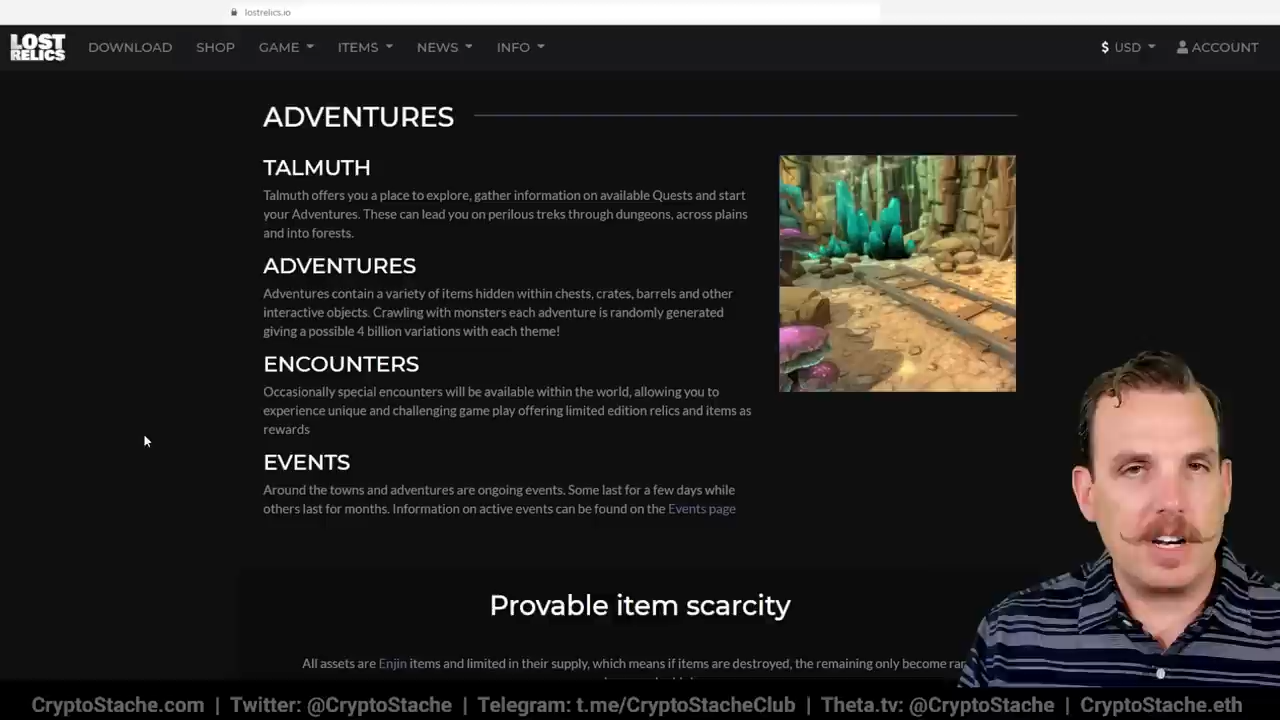 lostrelics.io
LOST RELICS DOWNLOAD SHOP GAME ITEMS NEWS INFO $ USD ACCOUNT
ADVENTURES
TALMUTH
Talmuth offers you a place to explore, gather information on available Quests and start
your Adventures. These can lead you on perilous treks through dungeons, across plains
and into forests.
ADVENTURES
Adventures contain a variety of items hidden within chests, crates, barrels and other
interactive objects. Crawling with monsters each adventure is randomly generated
giving a possible 4 billion variations with each theme!
ENCOUNTERS
Occasionally special encounters will be available within the world, allowing you to
experience unique and challenging game play offering limited edition relics and items as
rewards
EVENTS
Around the towns and adventures are ongoing events. Some last for a few days while
others last for months. Information on active events can be found on the Events page
Provable item scarcity
All assets are Enjin items and limited in their supply, which means if items are destroyed, the remaining only become
CryptoStache.com | Twitter: @CryptoStache | Telegram: t.me/CryptoStacheClub | Theta.tv: @CryptoStache | CryptoStache.eth